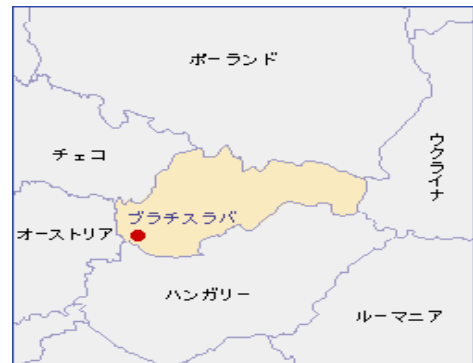 ポーランド
チェコ
ウクライナ
ブラチスラバ
オーストリア
ハンガリー
ルーマニア